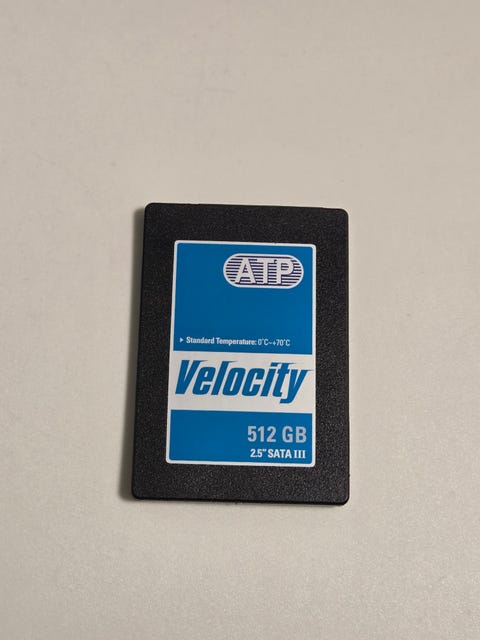 ATP
▶ Standard Temperature: 0°C~+70°C
Velocity
512 GB
2.5" SATA III